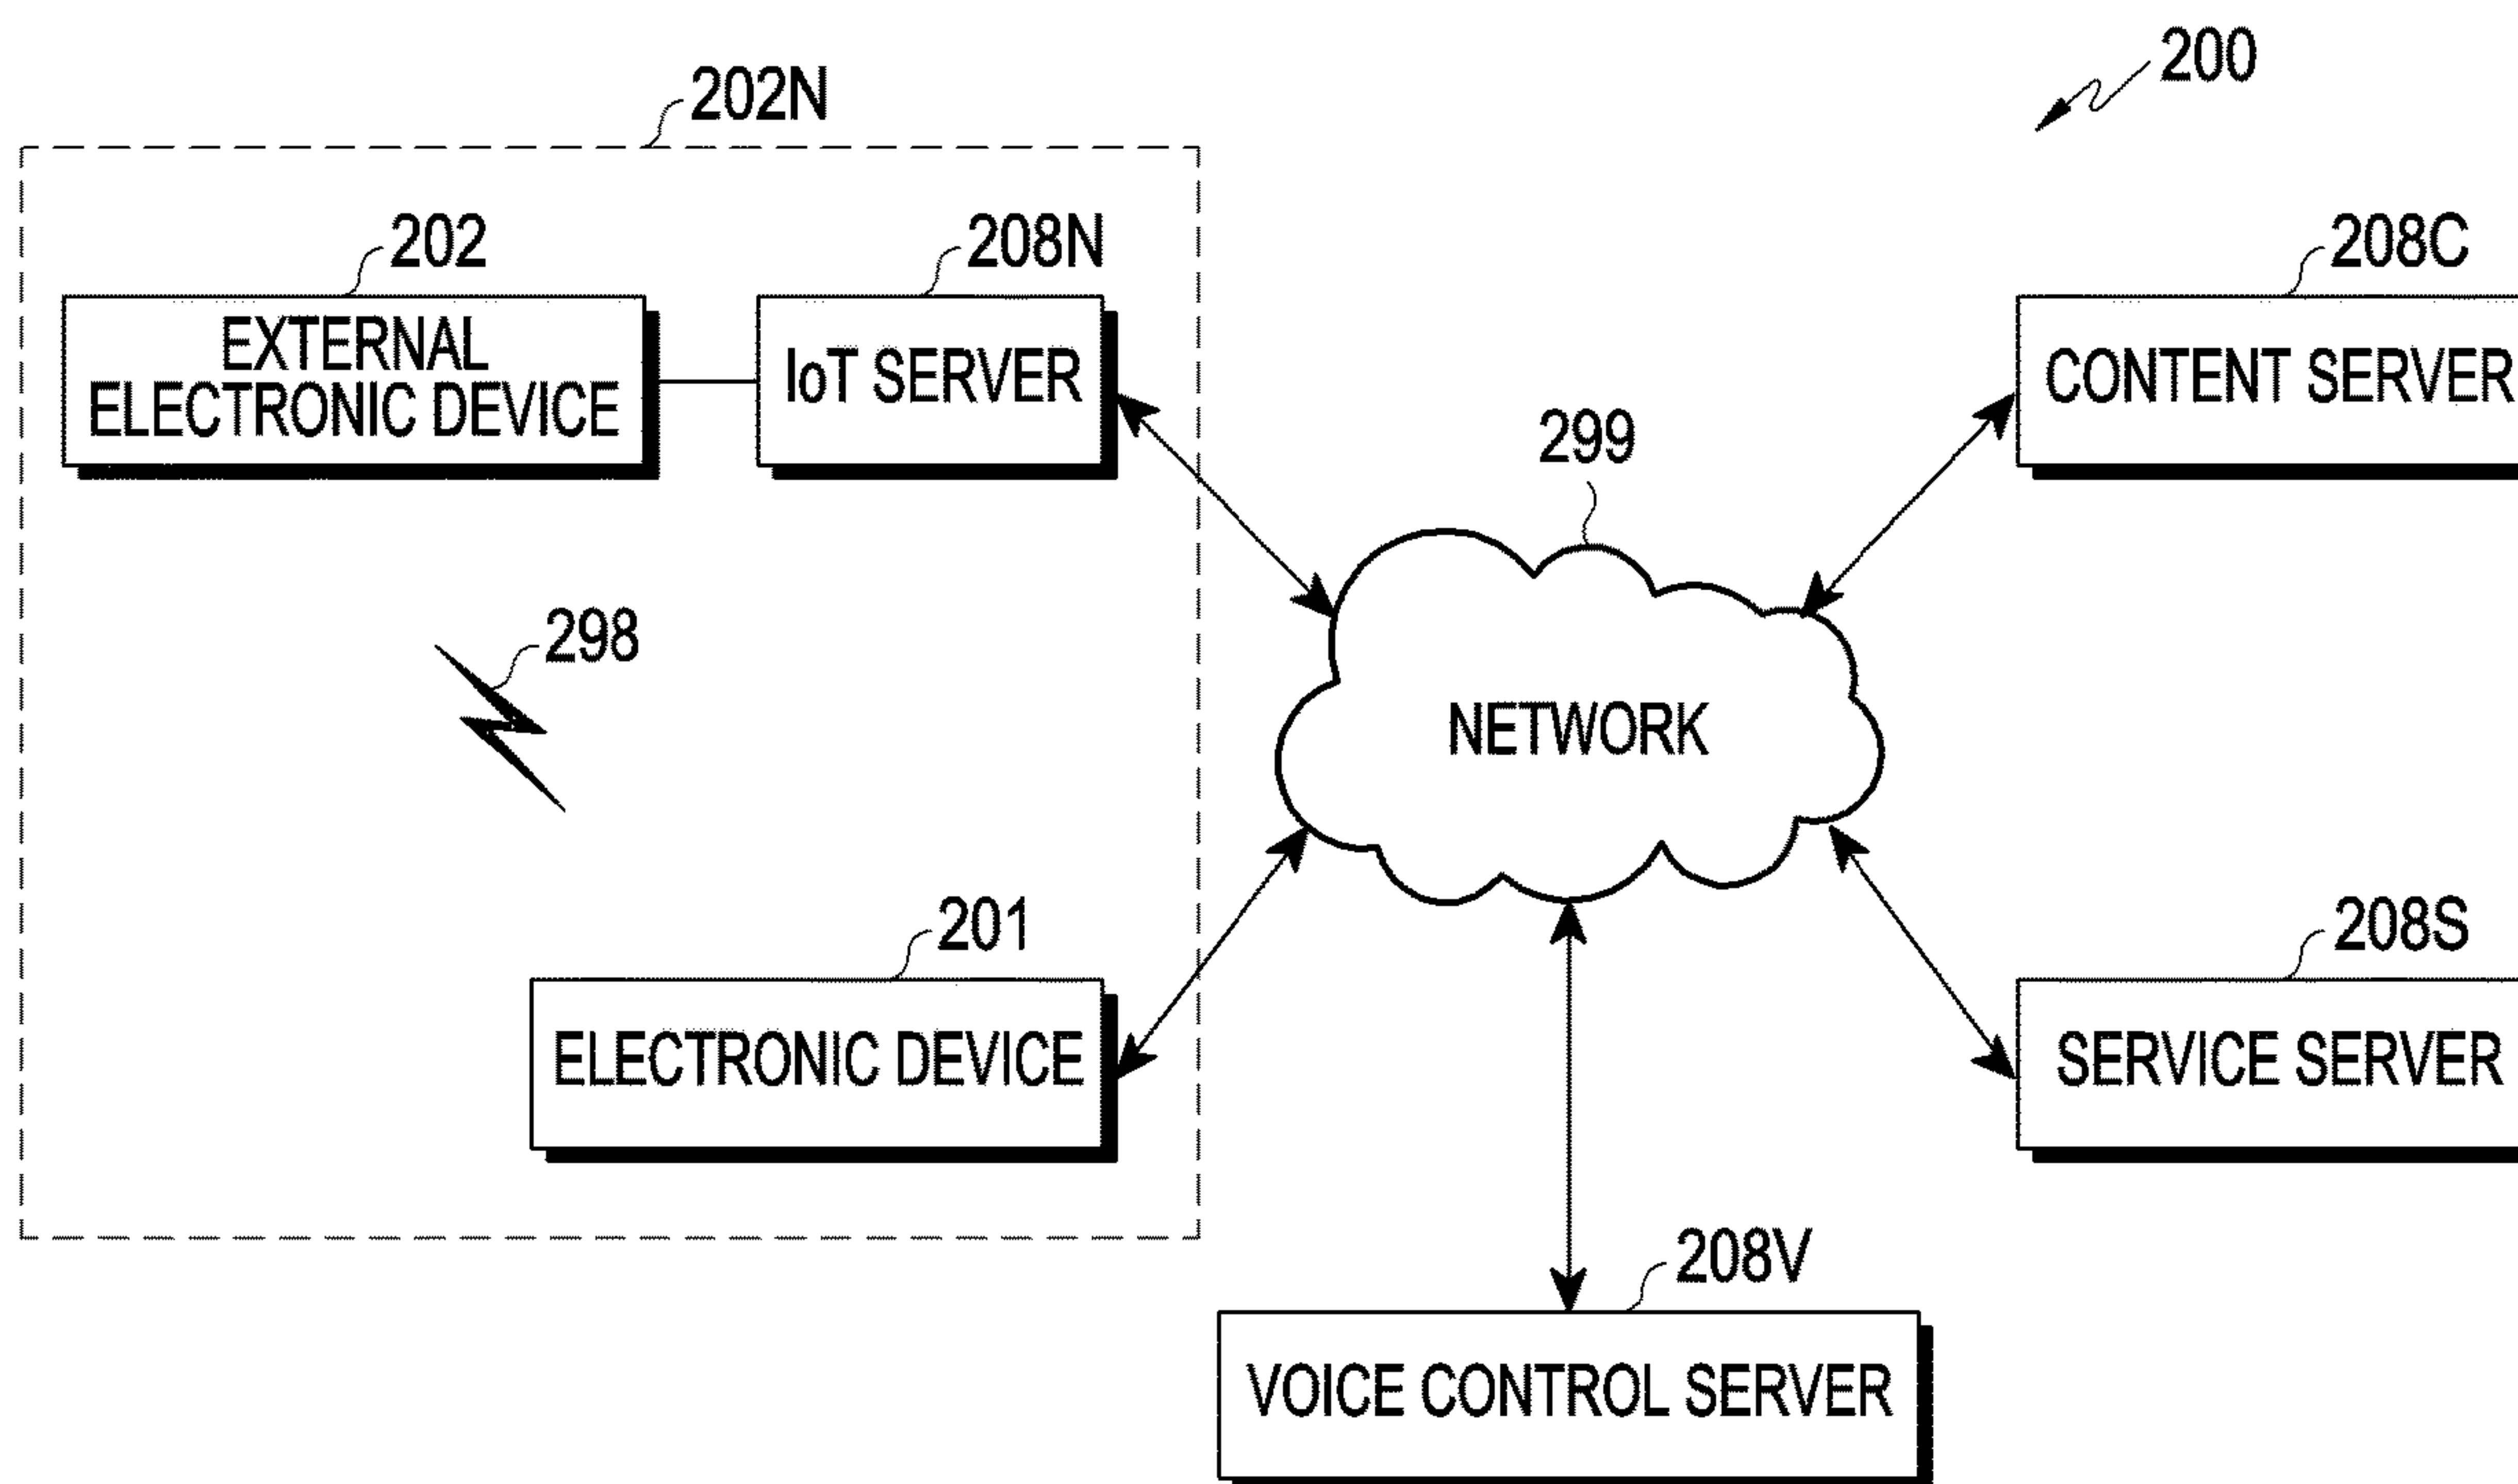 200
202N
202
208N
208C
EXTERNAL
ELECTRONIC DEVICE
IoT SERVER
CONTENT SERVER
299
298
NETWORK
201
208S
ELECTRONIC DEVICE
SERVICE SERVER
208V
VOICE CONTROL SERVER